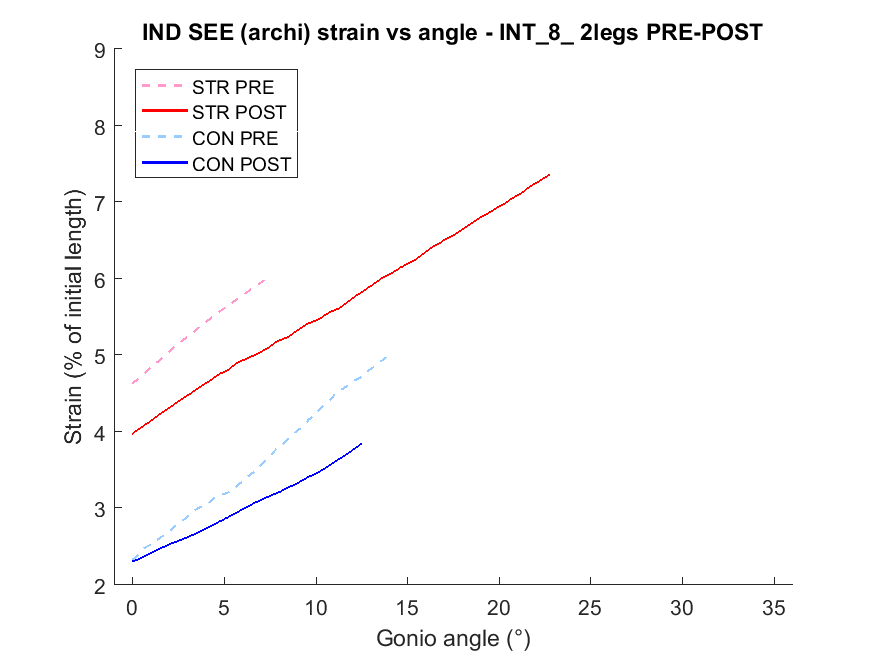 IND SEE (archi) strain vs angle - INT_8_ 2legs PRE-POST
9
8
7
6
5
4
3
2
Strain (% of initial length)
STR PRE
STR POST
CON PRE
CON POST
0 5 10 15 20 25 30 35
Gonio angle (°)